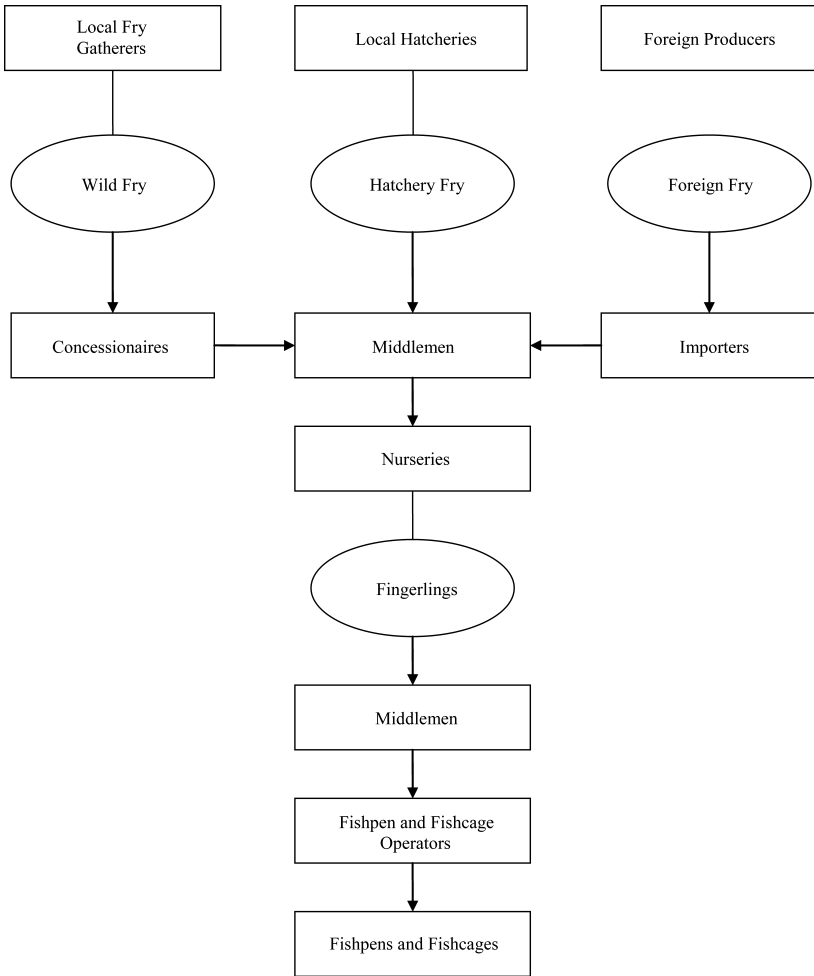 Local Fry
Gatherers
Local Hatcheries
Foreign Producers
Wild Fry
Hatchery Fry
Foreign Fry
Concessionaires
Middlemen
Importers
Nurseries
Fingerlings
Middlemen
Fishpen and Fishcage
Operators
Fishpens and Fishcages